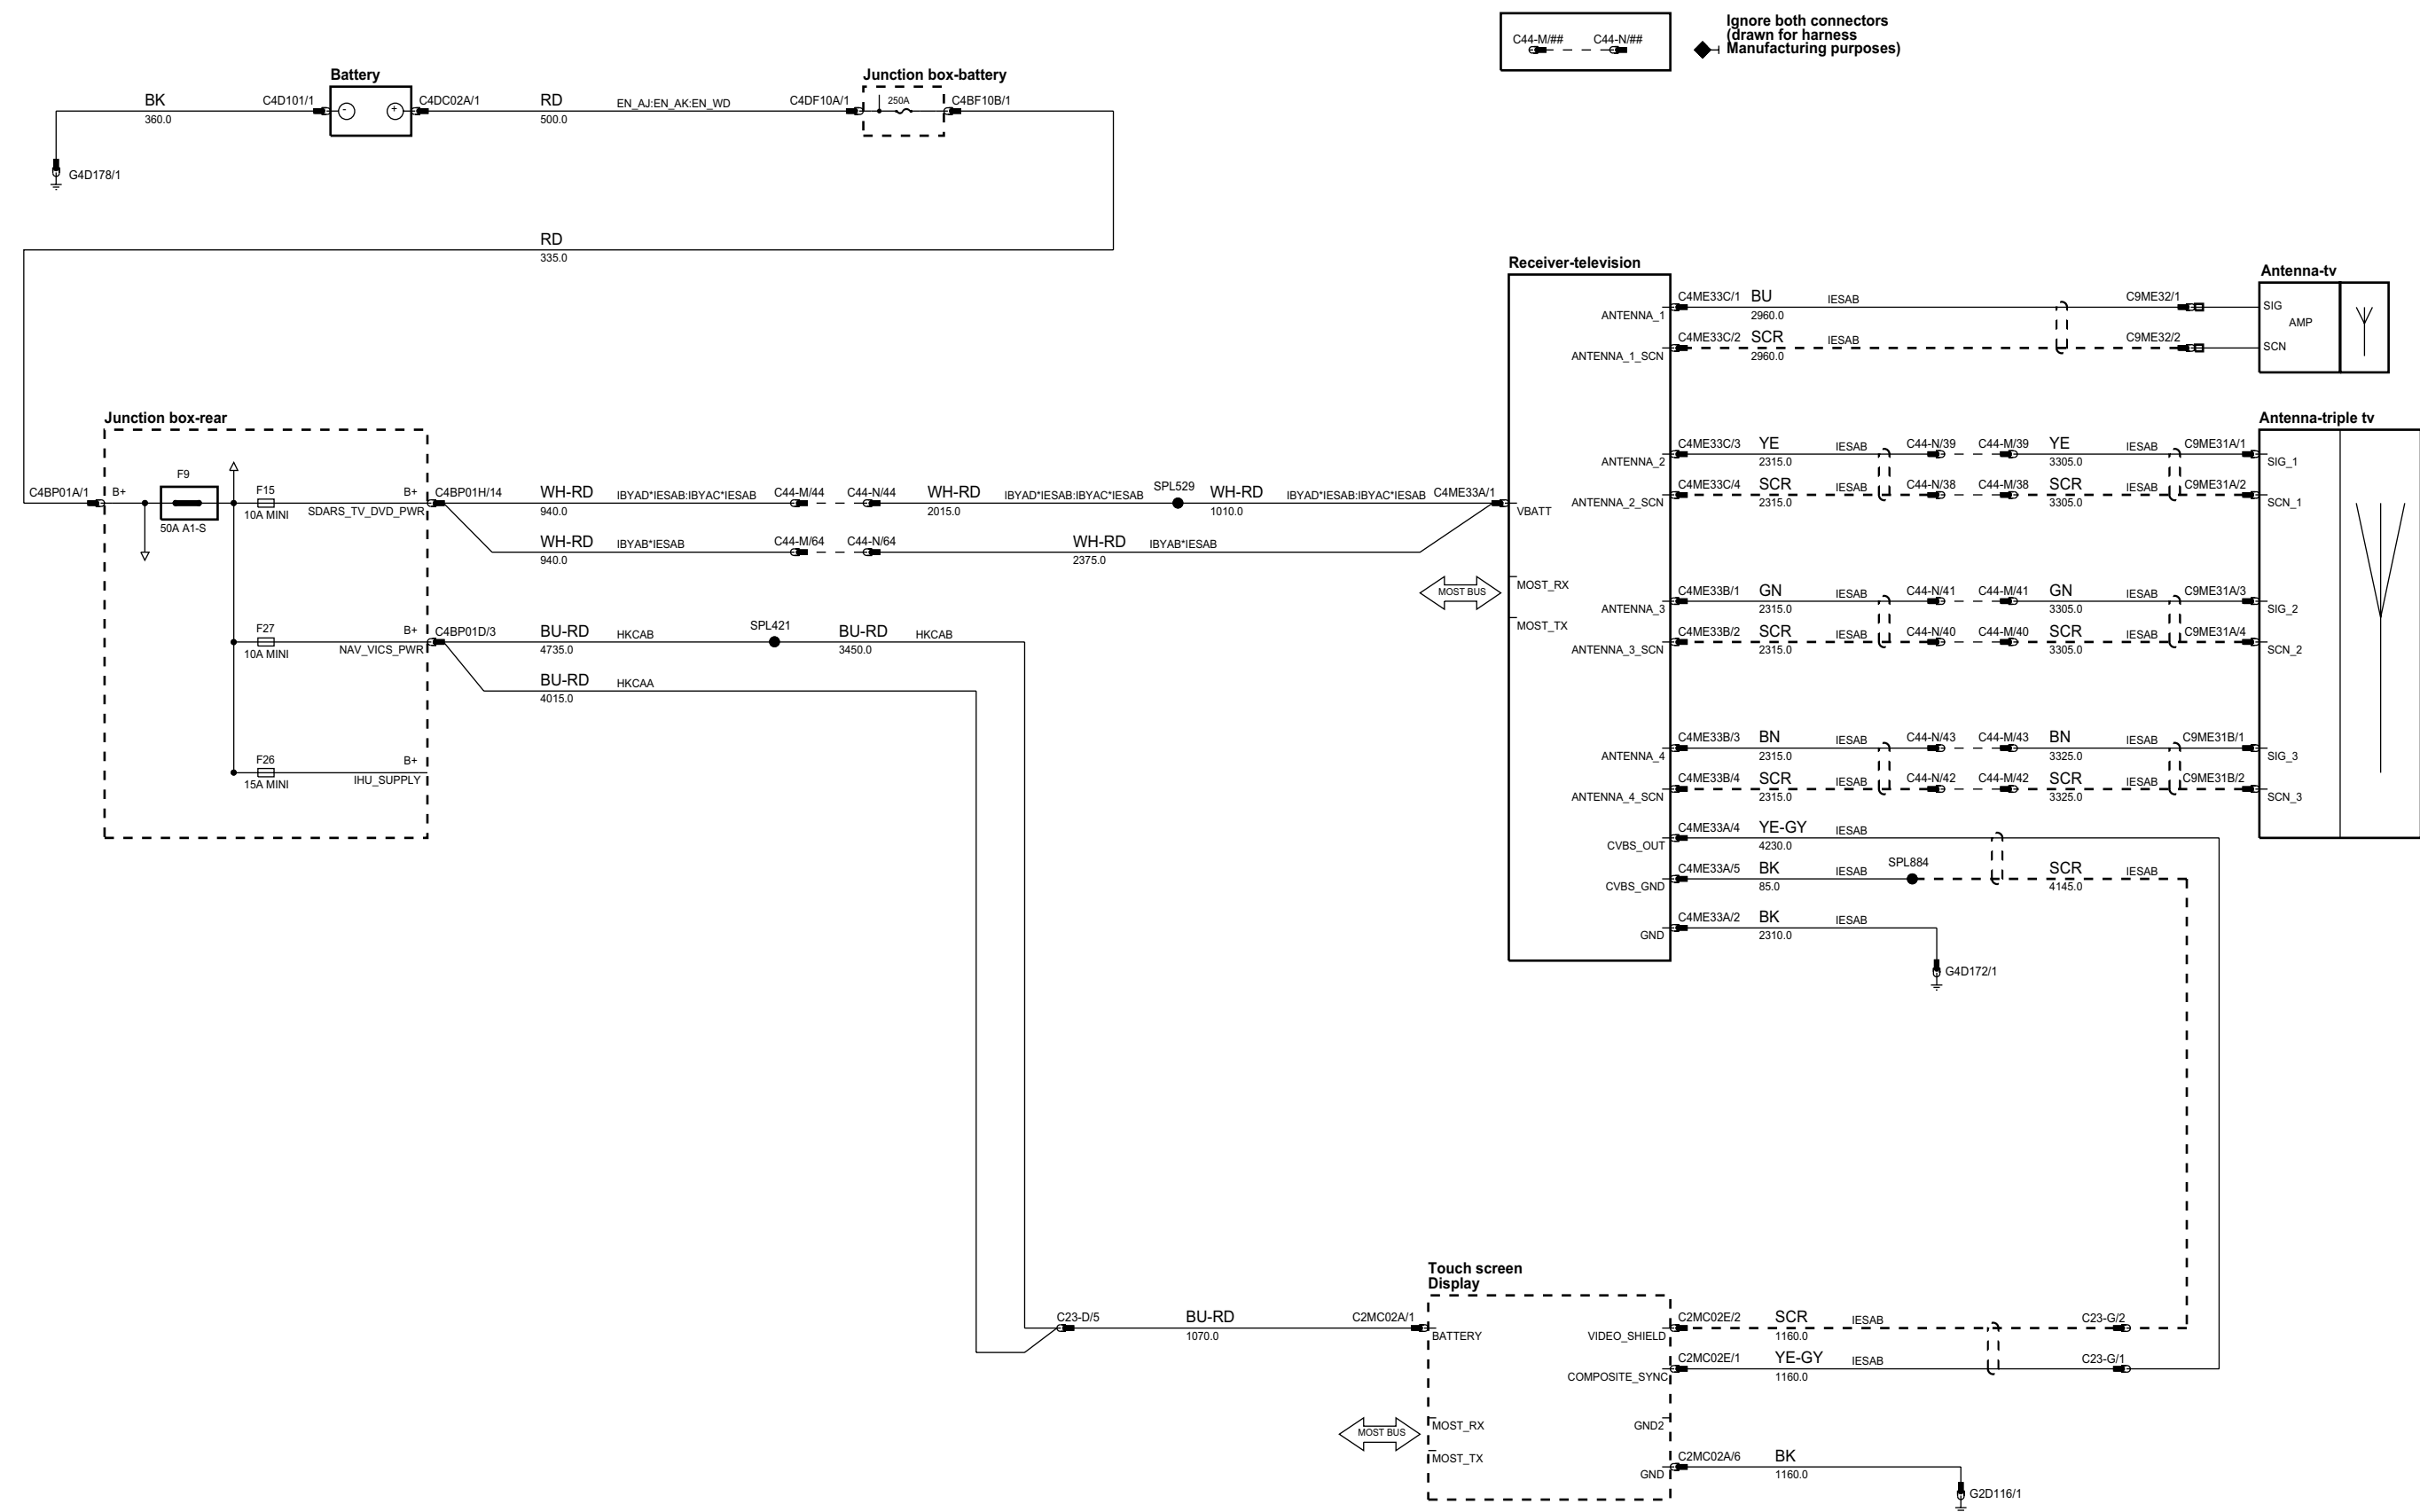 Ignore both connectors
(drawn for harness
Manufacturing purposes)
C44-M/## C44-N/##
Battery
Junction box-battery
BK
360.0
C4D101/1
-
+
C4DC02A/1
RD
500.0
EN_AJ:EN_AK:EN_WD
C4DF10A/1
250A
C4BF10B/1
G4D178/1
RD
335.0
Junction box-rear
C4BP01A/1
B+
F9
50A A1-S
F15
10A MINI
B+
SDARS_TV_DVD_PWR
C4BP01H/14
WH-RD
940.0
IBYAD*IESAB:IBYAC*IESAB
C44-M/44
C44-N/44
WH-RD
2015.0
IBYAD*IESAB:IBYAC*IESAB
SPL529
WH-RD
1010.0
IBYAD*IESAB:IBYAC*IESAB
C4ME33A/1
WH-RD
940.0
IBYAB*IESAB
C44-M/64
C44-N/64
WH-RD
2375.0
F27
10A MINI
B+
NAV_VICS_PWR
C4BP01D/3
BU-RD
4735.0
HKCAB
SPL421
BU-RD
3450.0
HKCAB
BU-RD
4015.0
HKCAA
F26
15A MINI
B+
IHU_SUPPLY
Receiver-television
VBATT
MOST BUS
MOST_RX
MOST_TX
ANTENNA_1
C4ME33C/1
BU
2960.0
IESAB
C9ME32/1
ANTENNA_1_SCN
C4ME33C/2
SCR
2960.0
IESAB
C9ME32/2
Antenna-tv
SIG
AMP
SCN
ANTENNA_2
C4ME33C/3
YE
2315.0
IESAB
C44-N/39
C44-M/39
YE
3305.0
IESAB
C9ME31A/1
ANTENNA_2_SCN
C4ME33C/4
SCR
2315.0
IESAB
C44-N/38
C44-M/38
SCR
3305.0
IESAB
C9ME31A/2
Antenna-triple tv
SIG_1
SCN_1
ANTENNA_3
C4ME33B/1
GN
2315.0
IESAB
C44-N/41
C44-M/41
GN
3305.0
IESAB
C9ME31A/3
SIG_2
ANTENNA_3_SCN
C4ME33B/2
SCR
2315.0
IESAB
C44-N/40
C44-M/40
SCR
3305.0
IESAB
C9ME31A/4
SCN_2
ANTENNA_4
C4ME33B/3
BN
2315.0
IESAB
C44-N/43
C44-M/43
BN
3325.0
IESAB
C9ME31B/1
SIG_3
ANTENNA_4_SCN
C4ME33B/4
SCR
2315.0
IESAB
C44-N/42
C44-M/42
SCR
3325.0
IESAB
C9ME31B/2
SCN_3
CVBS_OUT
C4ME33A/4
YE-GY
4230.0
IESAB
CVBS_GND
C4ME33A/5
BK
85.0
IESAB
SPL884
SCR
4145.0
IESAB
GND
C4ME33A/2
BK
2310.0
IESAB
G4D172/1
Touch screen
Display
C23-D/5
BU-RD
1070.0
C2MC02A/1
BATTERY
VIDEO_SHIELD
C2MC02E/2
SCR
1160.0
IESAB
C23-G/2
COMPOSITE_SYNC
C2MC02E/1
YE-GY
1160.0
IESAB
C23-G/1
MOST BUS
MOST_RX
MOST_TX
GND2
GND
C2MC02A/6
BK
1160.0
G2D116/1